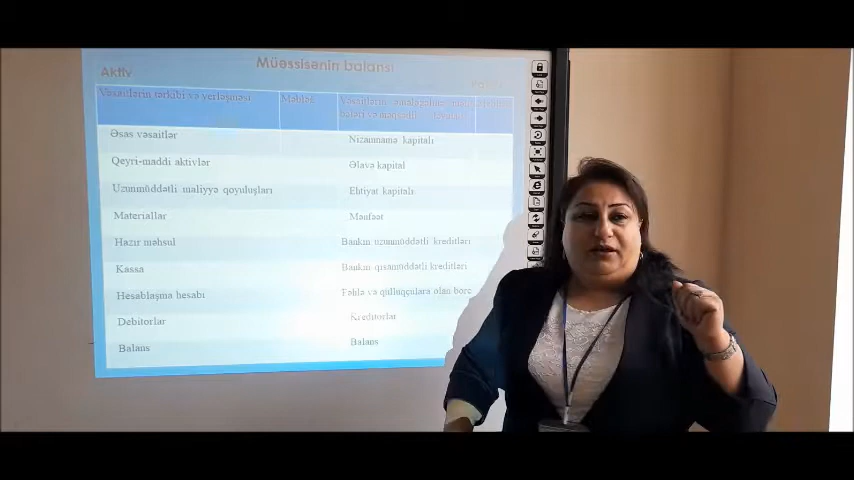 Müəssisənin balansı
Aktiv
Vəsaitlərin tərkibi və yerləşməsi
Məbləğ
Əsas vəsaitlər
Nizamnamə kapitalı
Qeyri-maddi aktivlər
Əlavə kapital
Uzunmüddətli maliyyə qoyuluşları
Ehtiyat kapitalı
Materiallar
Mənfəət
Hazır məhsul
Bankın uzunmüddətli kreditləri
Kassa
Bankın qısamüddətli kreditləri
Hesablaşma hesabı
Fəhlə və qulluqçulara olan borc
Debitorlar
Kreditorlar
Balans
Balans